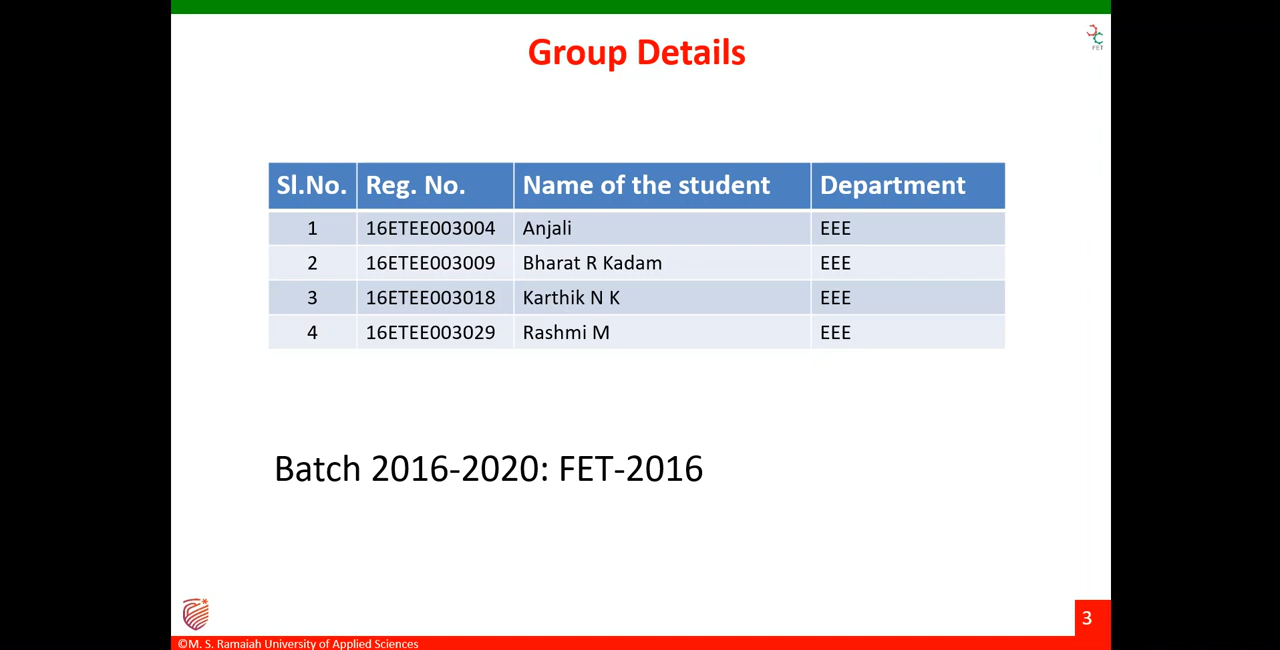 FET
Group Details
Sl.No. Reg. No. Name of the student Department
1 16ETEE003004 Anjali EEE
2 16ETEE003009 Bharat R Kadam EEE
3 16ETEE003018 Karthik N K EEE
4 16ETEE003029 Rashmi M EEE
Batch 2016-2020: FET-2016
3
©M. S. Ramaiah University of Applied Sciences